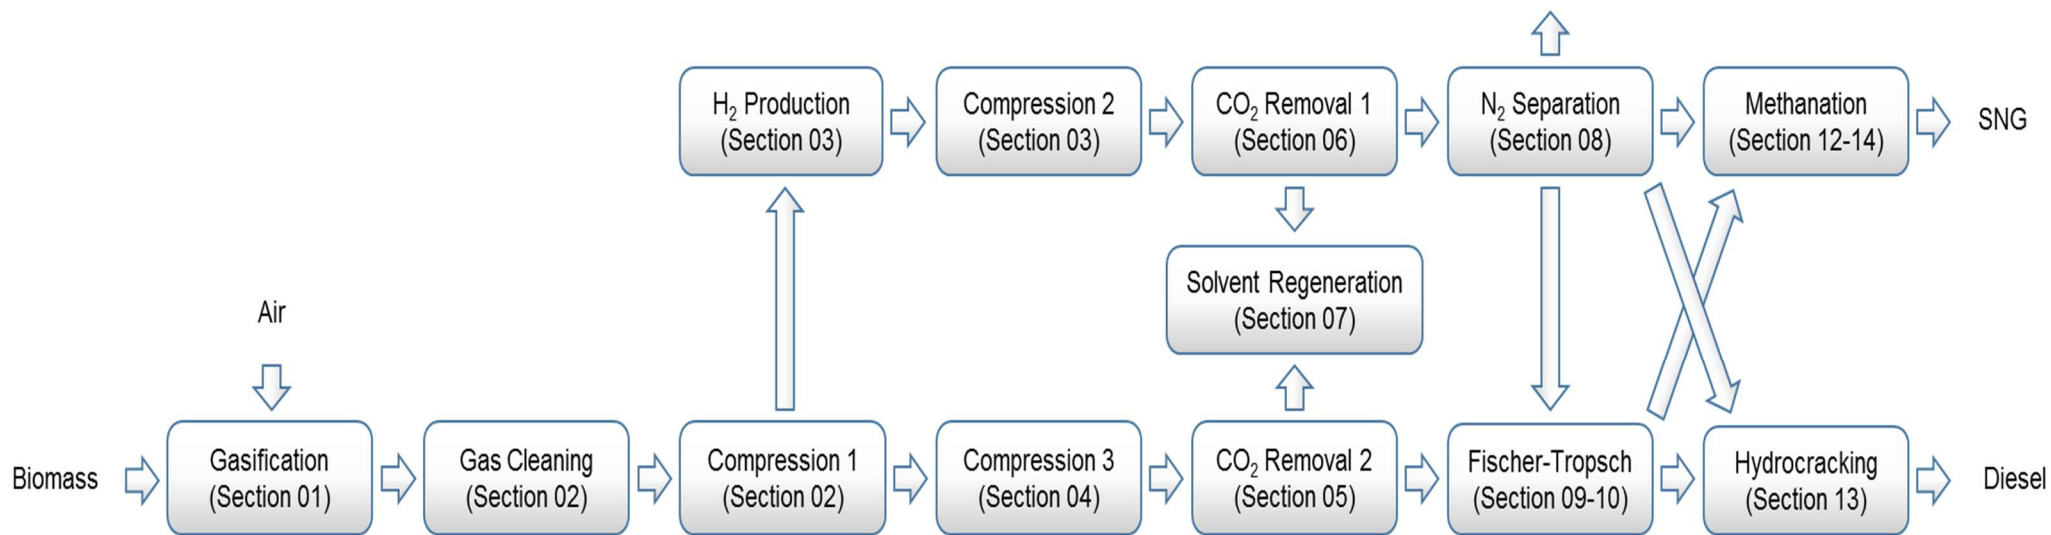 H2 Production
(Section 03)
Compression 2
(Section 03)
CO2 Removal 1
(Section 06)
N2 Separation
(Section 08)
Methanation
(Section 12-14)
SNG
Solvent Regeneration
(Section 07)
Air
Biomass
Gasification
(Section 01)
Gas Cleaning
(Section 02)
Compression 1
(Section 02)
Compression 3
(Section 04)
CO2 Removal 2
(Section 05)
Fischer-Tropsch
(Section 09-10)
Hydrocracking
(Section 13)
Diesel